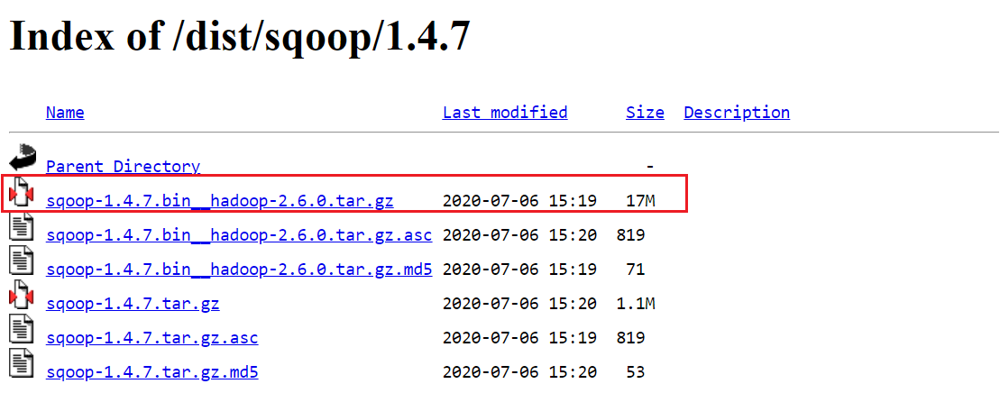 Index of /dist/sqoop/1.4.7
Name Last modified Size Description
Parent Directory -
sqoop-1.4.7.bin__hadoop-2.6.0.tar.gz 2020-07-06 15:19 17M
sqoop-1.4.7.bin__hadoop-2.6.0.tar.gz.asc 2020-07-06 15:20 819
sqoop-1.4.7.bin__hadoop-2.6.0.tar.gz.md5 2020-07-06 15:19 71
sqoop-1.4.7.tar.gz 2020-07-06 15:20 1.1M
sqoop-1.4.7.tar.gz.asc 2020-07-06 15:19 819
sqoop-1.4.7.tar.gz.md5 2020-07-06 15:20 53